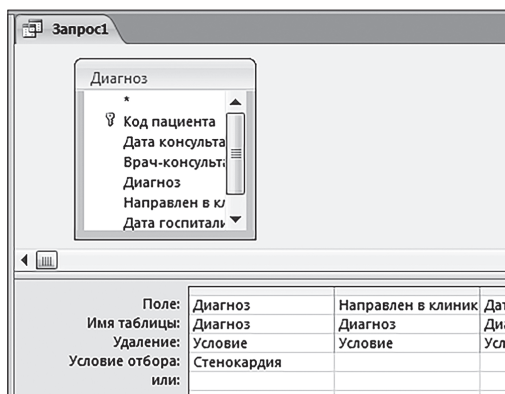 Запрос1
Диагноз
*
Код пациента
Дата консульта
Врач-консульта
Диагноз
Направлен в кл
Дата госпитали
Поле: Диагноз Направлен в клиник Дат
Имя таблицы: Диагноз Диагноз Диа
Удаление: Условие Условие Усл
Условие отбора: Стенокардия
или: